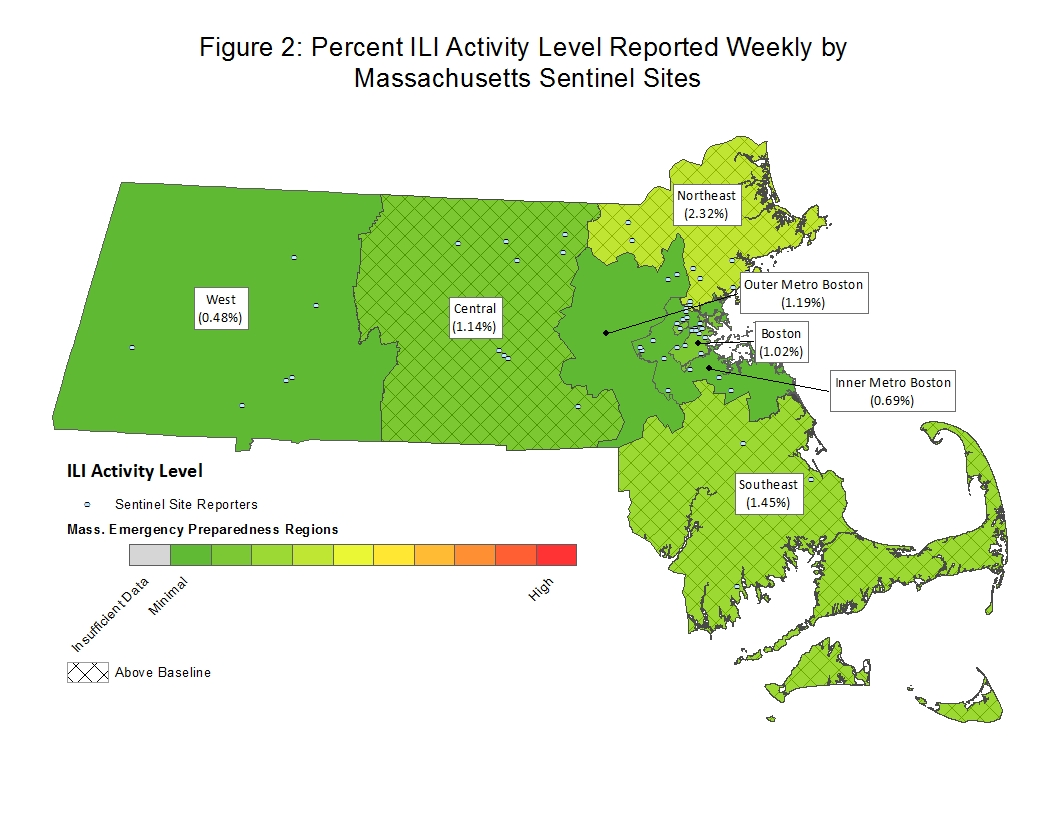 Figure 2: Percent ILI Activity Level Reported Weekly by
Massachusetts Sentinel Sites
Northeast
(2.32%)
Outer Metro Boston
(1.19%)
West
(0.48%)
Central
(1.14%)
Boston
(1.02%)
Inner Metro Boston
(0.69%)
Southeast
(1.45%)
ILI Activity Level
Sentinel Site Reporters
Mass. Emergency Preparedness Regions
Insufficient Data
Minimal
High
Above Baseline